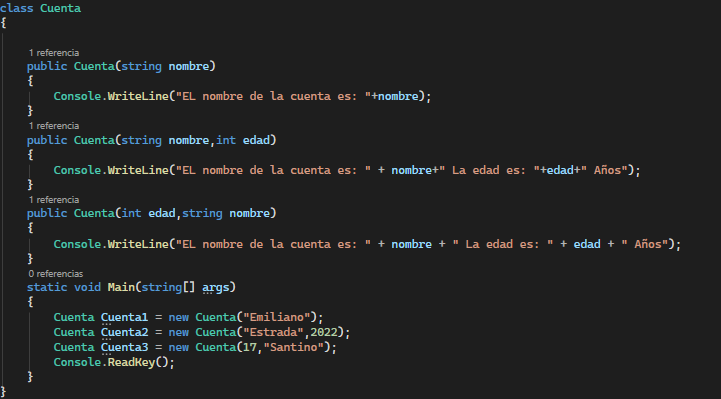 class Cuenta
{
1 referencia
public Cuenta(string nombre)
{
Console.WriteLine("EL nombre de la cuenta es: "+nombre);
}
1 referencia
public Cuenta(string nombre,int edad)
{
Console.WriteLine("EL nombre de la cuenta es: " + nombre+" La edad es: "+edad+" Años");
}
1 referencia
public Cuenta(int edad,string nombre)
{
Console.WriteLine("EL nombre de la cuenta es: " + nombre + " La edad es: " + edad + " Años");
}
0 referencias
static void Main(string[] args)
{
Cuenta Cuenta1 = new Cuenta("Emiliano");
Cuenta Cuenta2 = new Cuenta("Estrada",2022);
Cuenta Cuenta3 = new Cuenta(17,"Santino");
Console.ReadKey();
}
}